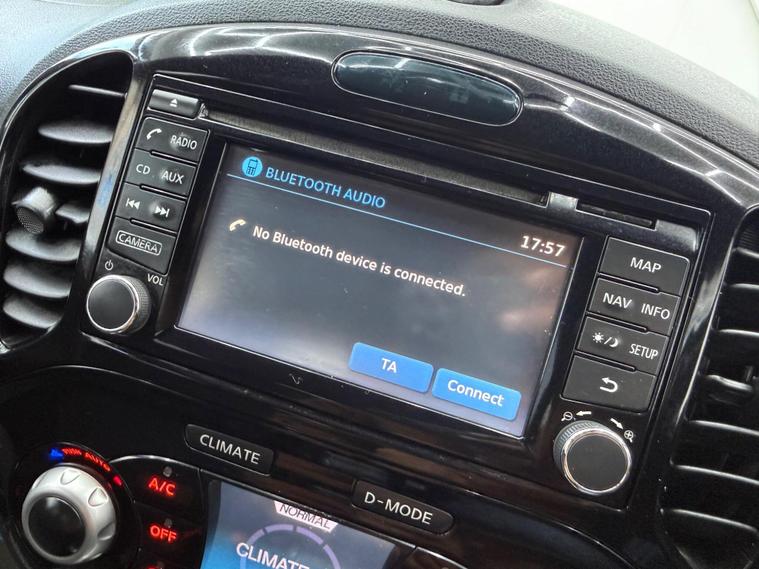 RADIO
CD AUX
CAMERA
VOL
BLUETOOTH AUDIO
17:57
No Bluetooth device is connected.
TA
Connect
MAP
NAV INFO
SETUP
CLIMATE
D-MODE
AUTO
A/C
OFF
NORMAL
CLIMATE